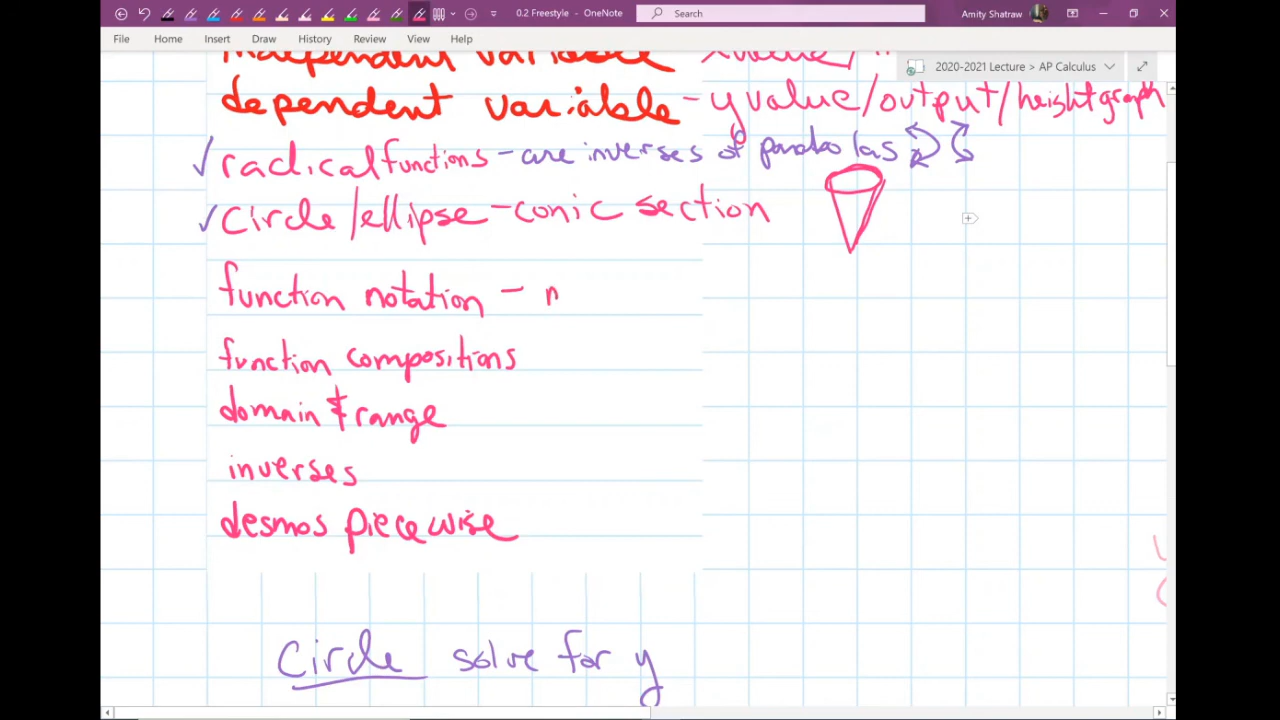 0.2 Freestyle - OneNote
Search
Amity Shatraw
File Home Insert Draw History Review View Help
2020-2021 Lecture > AP Calculus
independent variable
dependent variable - y value/output/height graph
✓ radical functions - are inverses of parabolas
✓ Circle/ellipse - conic section
function notation - n
function compositions
domain & range
inverses
desmos piecewise
Circle solve for y